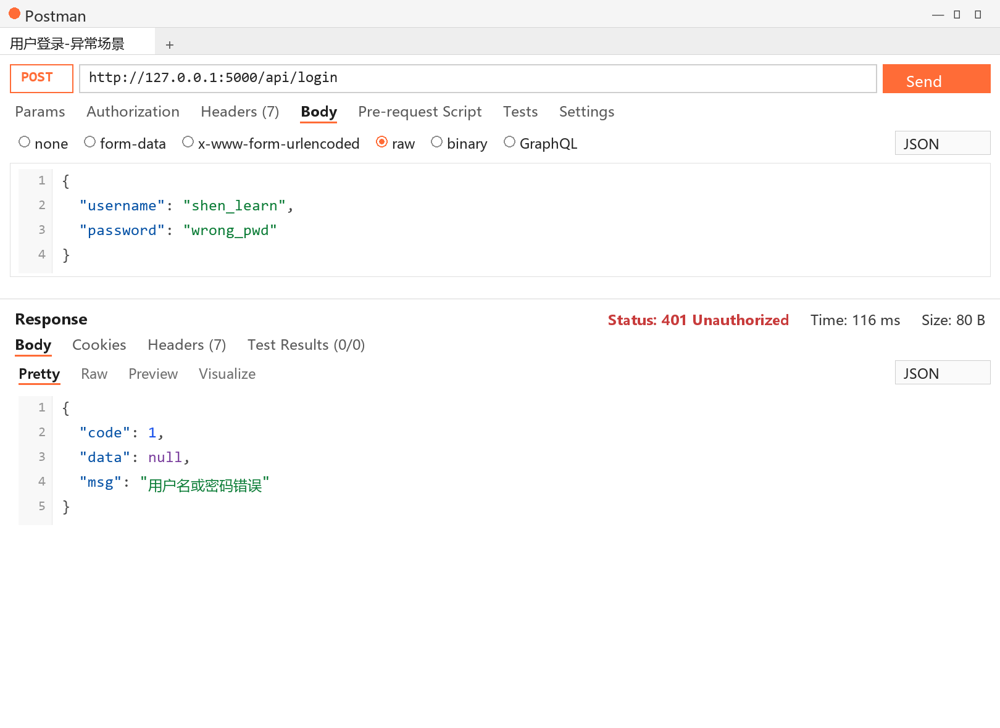 Postman
用户登录-异常场景 +
POST http://127.0.0.1:5000/api/login Send
Params Authorization Headers (7) Body Pre-request Script Tests Settings
none form-data x-www-form-urlencoded raw binary GraphQL JSON
1 {
2 "username": "shen_learn",
3 "password": "wrong_pwd"
4 }
Response Status: 401 Unauthorized Time: 116 ms Size: 80 B
Body Cookies Headers (7) Test Results (0/0)
Pretty Raw Preview Visualize JSON
1 {
2 "code": 1,
3 "data": null,
4 "msg": "用户名或密码错误"
5 }